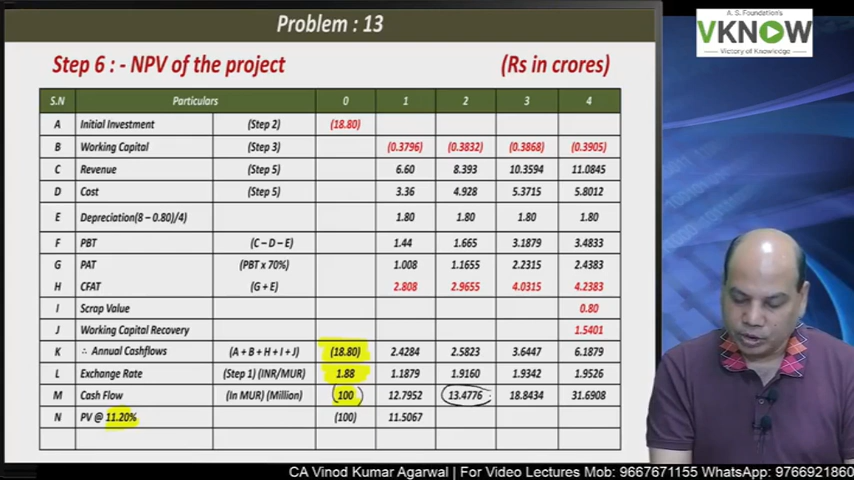 Problem : 13
A. S. Foundation's
VKNOW
Victory of Knowledge
Step 6 : - NPV of the project (Rs in crores)
S.N Particulars 0 1 2 3 4
A Initial Investment (Step 2) (18.80)
B Working Capital (Step 3) (0.3796) (0.3832) (0.3868) (0.3905)
C Revenue (Step 5) 6.60 8.393 10.3594 11.0845
D Cost (Step 5) 3.36 4.928 5.3715 5.8012
E Depreciation(8 – 0.80)/4) 1.80 1.80 1.80 1.80
F PBT (C – D – E) 1.44 1.665 3.1879 3.4833
G PAT (PBT x 70%) 1.008 1.1655 2.2315 2.4383
H CFAT (G + E) 2.808 2.9655 4.0315 4.2383
I Scrap Value 0.80
J Working Capital Recovery 1.5401
K ∴ Annual Cashflows (A + B + H + I + J) (18.80) 2.4284 2.5823 3.6447 6.1879
L Exchange Rate (Step 1) (INR/MUR) 1.88 1.1879 1.9160 1.9342 1.9526
M Cash Flow (In MUR) (Million) 100 12.7952 13.4776 18.8434 31.6908
N PV @ 11.20% (100) 11.5067
CA Vinod Kumar Agarwal | For Video Lectures Mob: 9667671155 WhatsApp: 9766921860